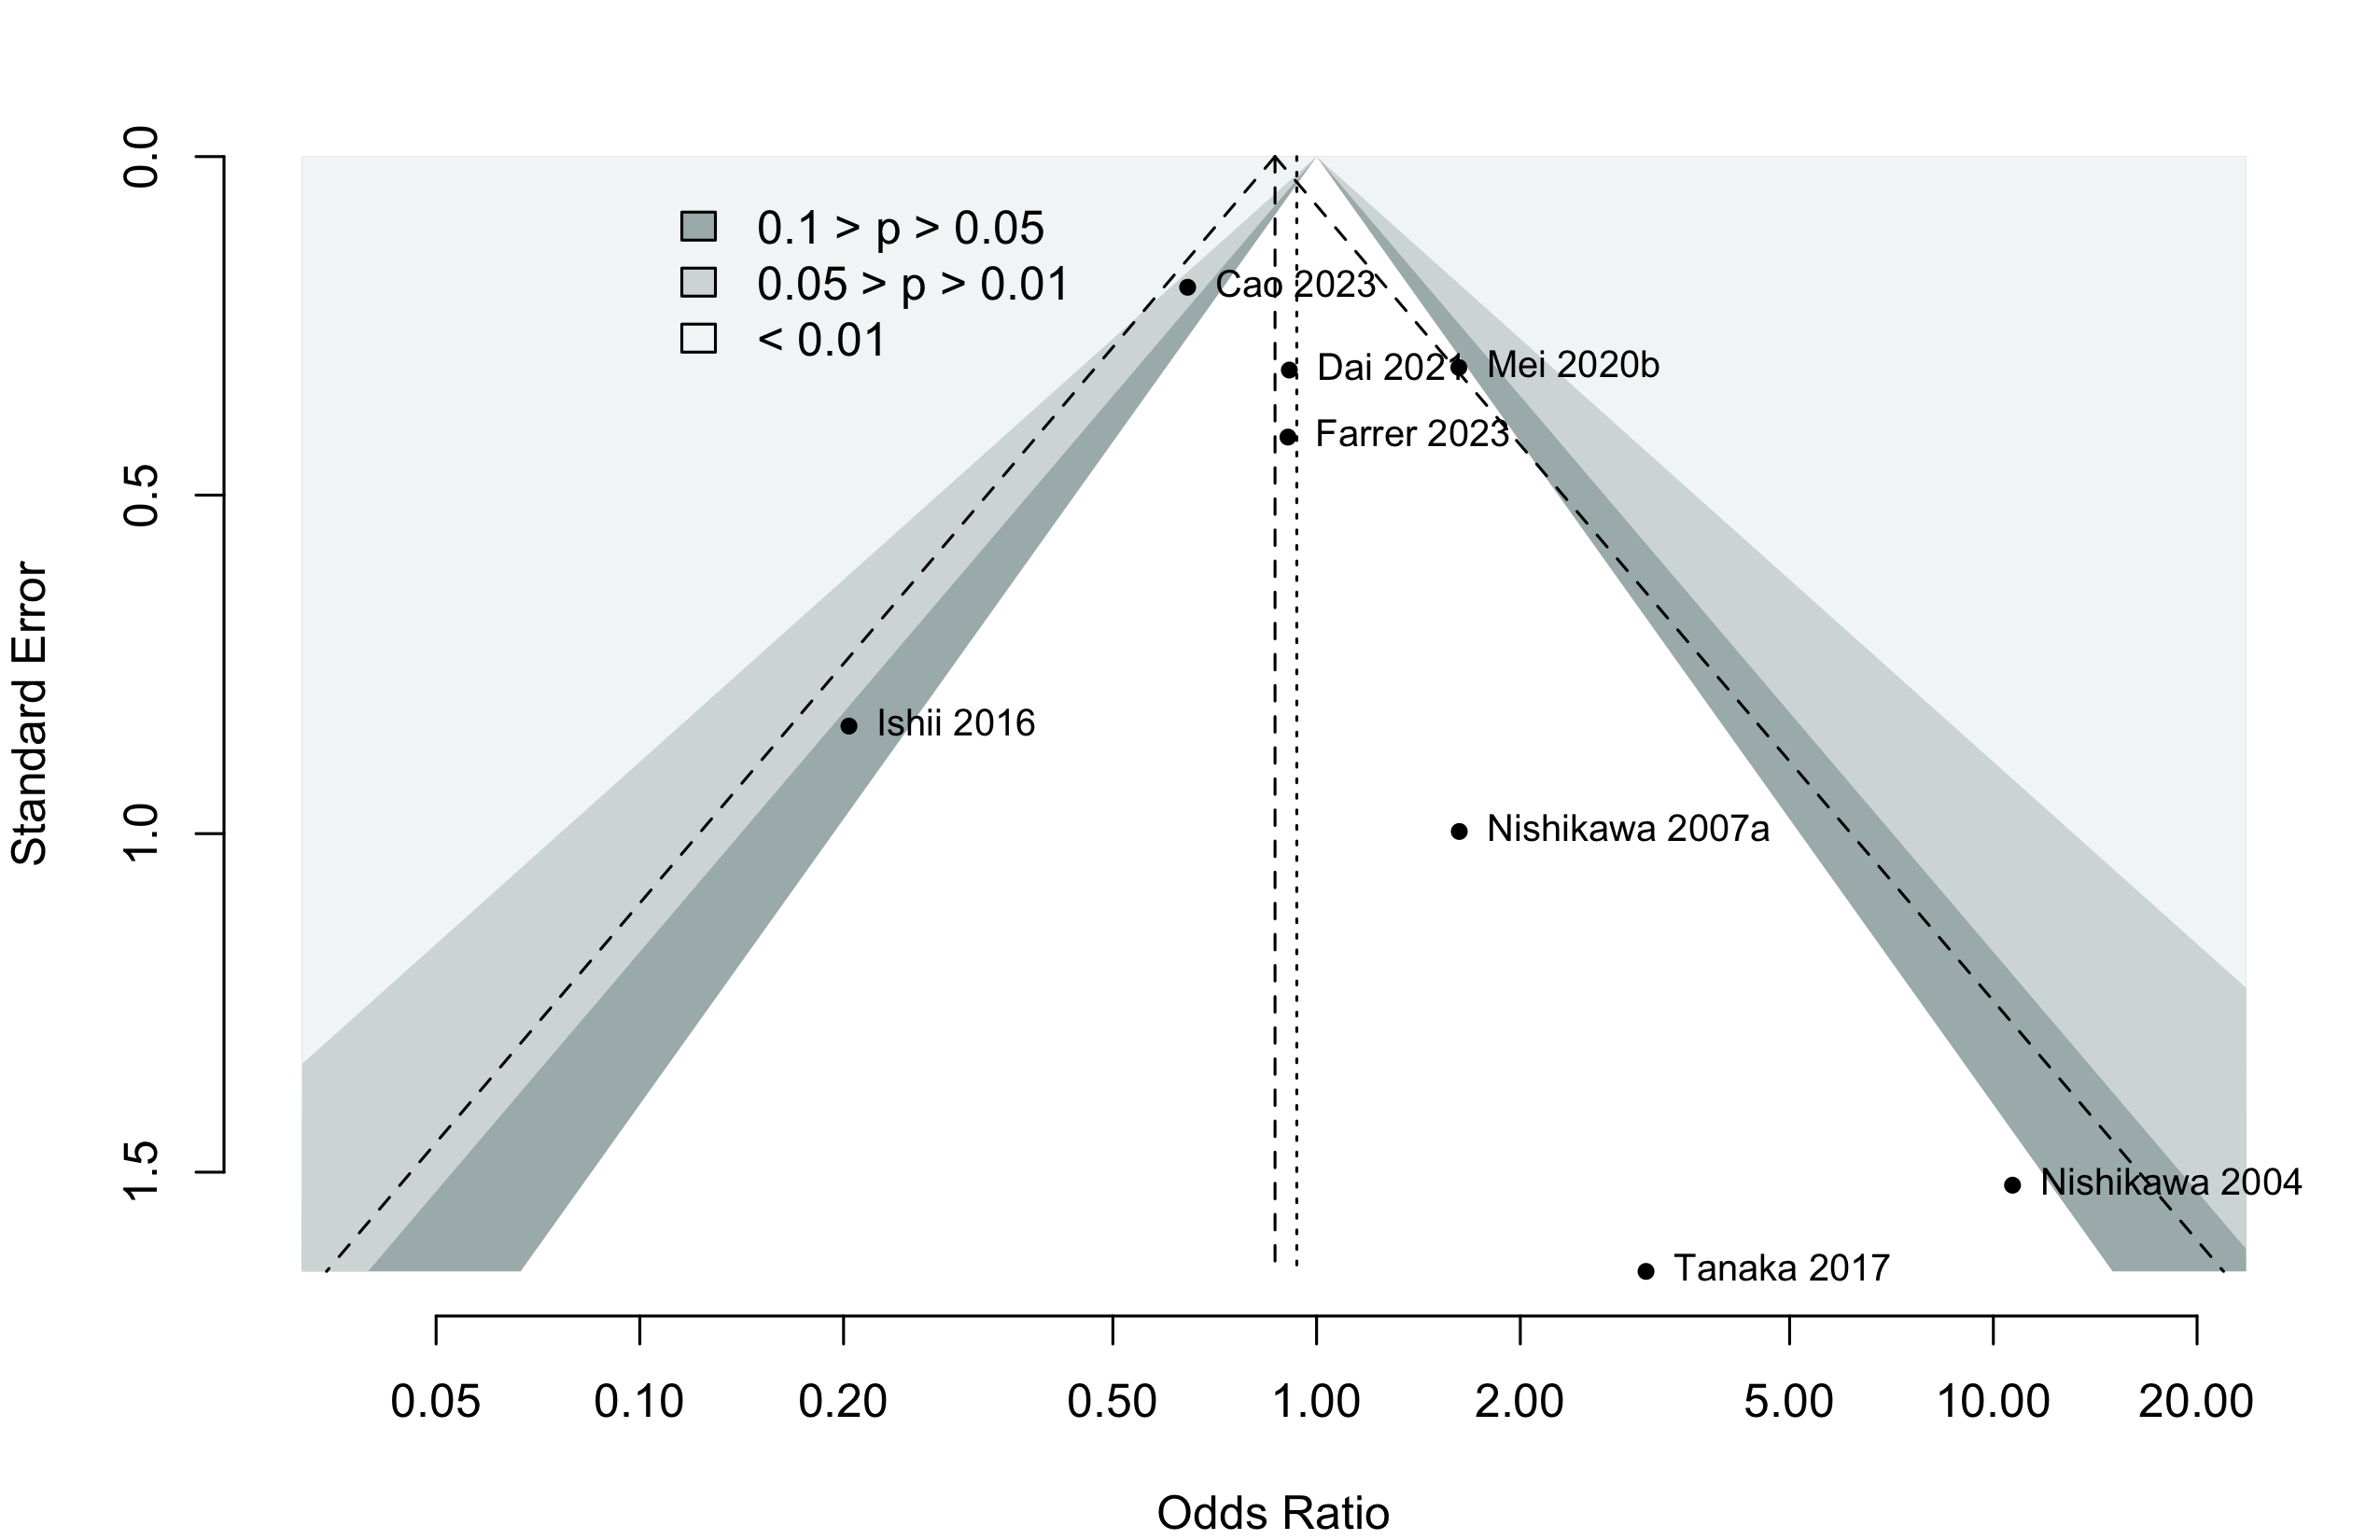 0.1 > p > 0.05
0.05 > p > 0.01
< 0.01
Cao 2023
Dai 2021
Mei 2020b
Farrer 2023
Ishii 2016
Nishikawa 2007a
Nishikawa 2004
Tanaka 2017
Standard Error
0.0
0.5
1.0
1.5
0.05 0.10 0.20 0.50 1.00 2.00 5.00 10.00 20.00
Odds Ratio